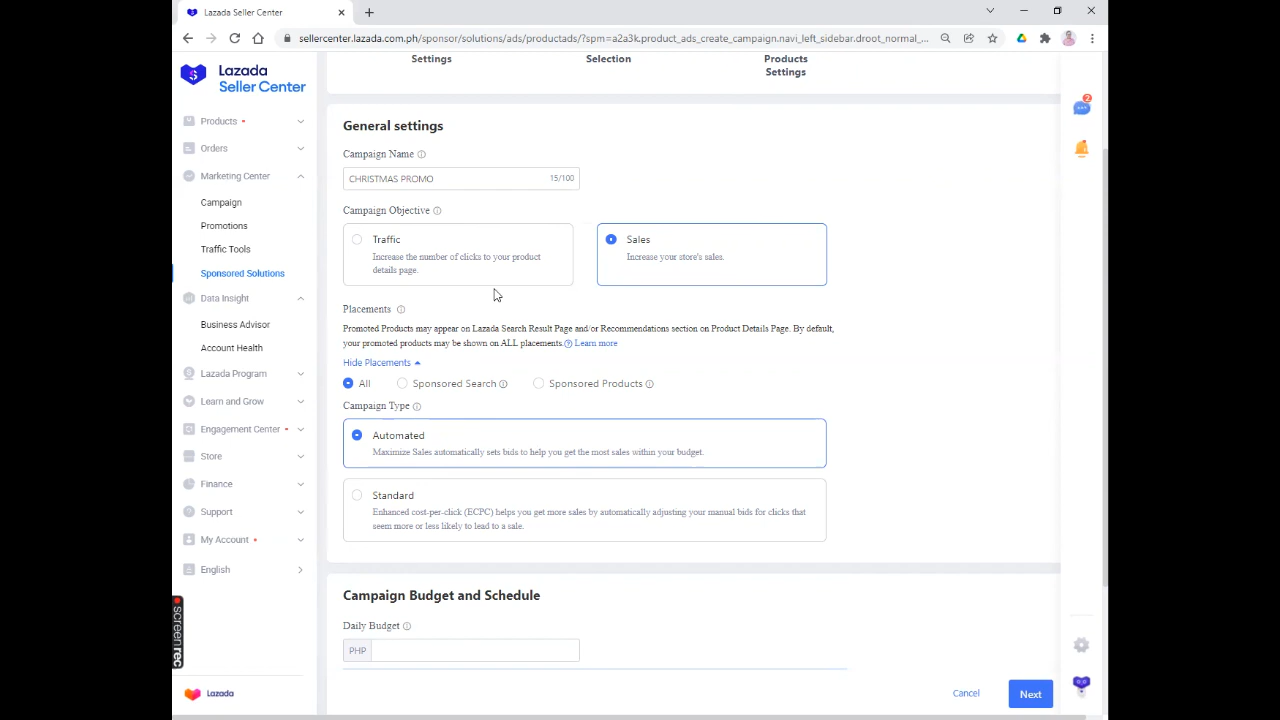 Lazada Seller Center
sellercenter.lazada.com.ph/sponsor/solutions/ads/productads/?spm=a2a3k.product_ads_create_campaign.navi_left_sidebar.droot_normal_...
Lazada
Seller Center
Products
Orders
Marketing Center
Campaign
Promotions
Traffic Tools
Sponsored Solutions
Data Insight
Business Advisor
Account Health
Lazada Program
Learn and Grow
Engagement Center
Store
Finance
Support
My Account
English
screenrec
Lazada
Settings
Selection
Products
Settings
General settings
Campaign Name
CHRISTMAS PROMO 15/100
Campaign Objective
Traffic
Increase the number of clicks to your product
details page.
Sales
Increase your store's sales.
Placements
Promoted Products may appear on Lazada Search Result Page and/or Recommendations section on Product Details Page. By default,
your promoted products may be shown on ALL placements. Learn more
Hide Placements
All Sponsored Search Sponsored Products
Campaign Type
Automated
Maximize Sales automatically sets bids to help you get the most sales within your budget.
Standard
Enhanced cost-per-click (ECPC) helps you get more sales by automatically adjusting your manual bids for clicks that
seem more or less likely to lead to a sale.
Campaign Budget and Schedule
Daily Budget
PHP
Cancel Next
2